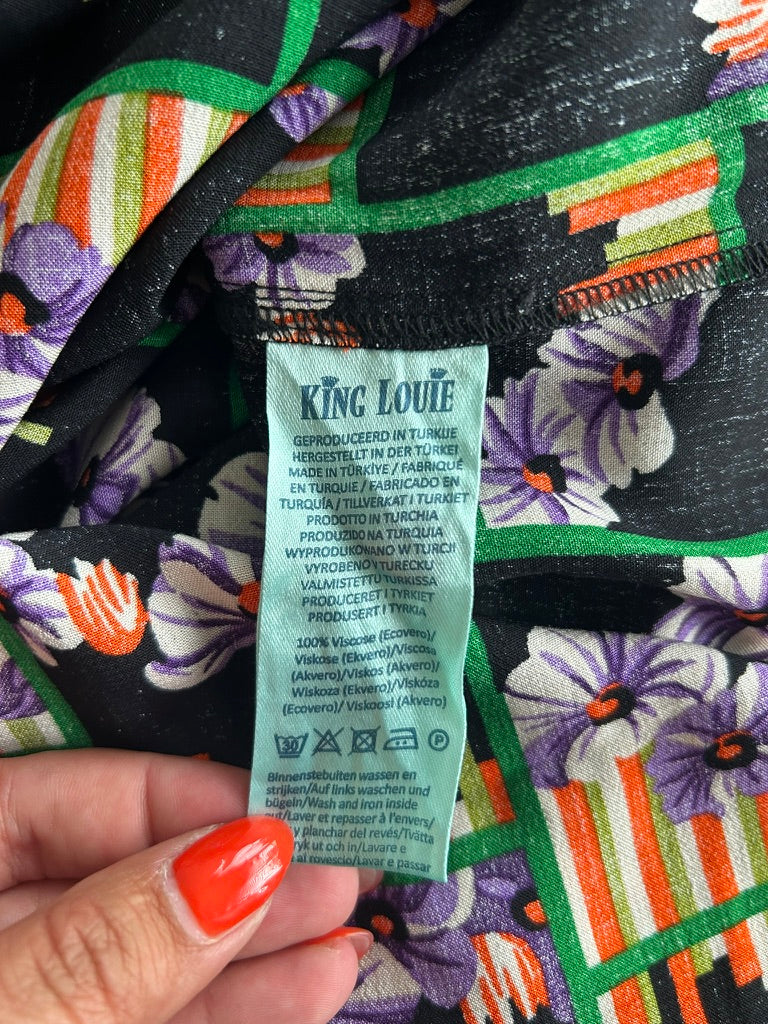 KING LOUIE
GEPRODUCEERD IN TURKIJE
HERGESTELLT IN DER TÜRKEI
MADE IN TÜRKIYE / FABRIQUÉ
EN TURQUIE / FABRICADO EN
TURQUÍA / TILLVERKAT I TURKIET
PRODOTTO IN TURCHIA
PRODUZIDO NA TURQUIA
WYPRODUKOWANO W TURCJI
VYROBENO V TURECKU
VALMISTETTU TURKISSA
PRODUCERET I TYRKIET
PRODUSERT I TYRKIA
100% Viscose (Ecovero)/
Viskose (Ekvero)/Viscosa
(Akvero)/Viskos (Akvero)/
Wiskoza (Ekvero)/Viskóza
(Ecovero)/ Viskoosi (Akvero)
30 P
Binnenstebuiten wassen en
strijken/Auf links waschen und
bügeln/Wash and iron inside
out/Laver et repasser à l'envers/
y planchar del revés/Tvätta
ut och in/Lavare e
al rovescio/Lavar e passar